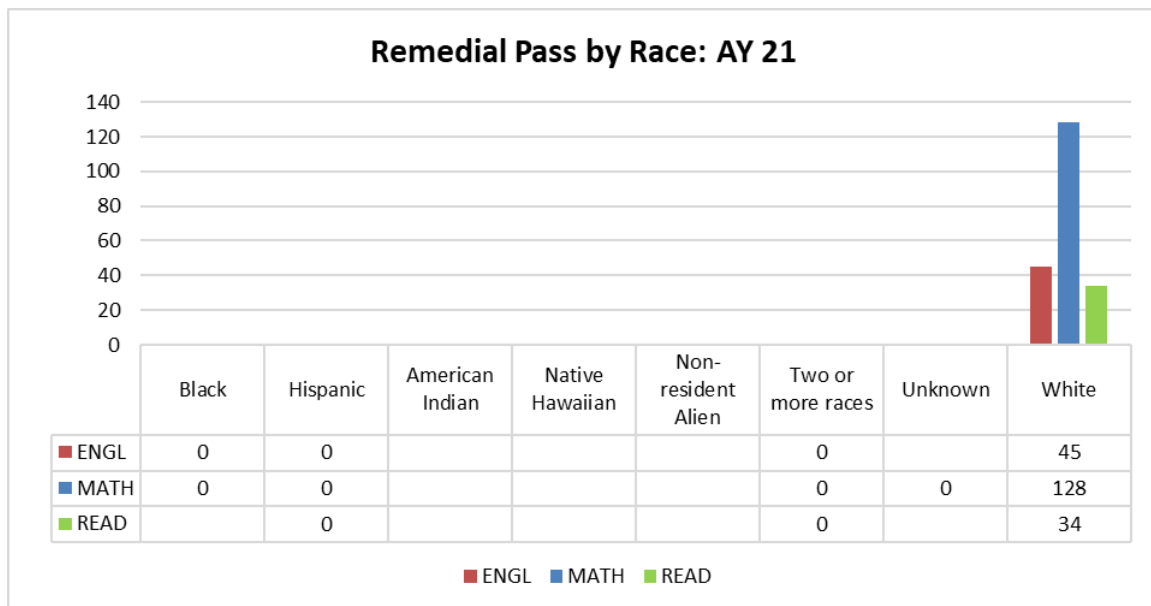 Remedial Pass by Race: AY 21
140
120
100
80
60
40
20
0
Black Hispanic American Indian Native Hawaiian Non-resident Alien Two or more races Unknown White
ENGL 0 0 0 45
MATH 0 0 0 0 128
READ 0 0 34
ENGL MATH READ